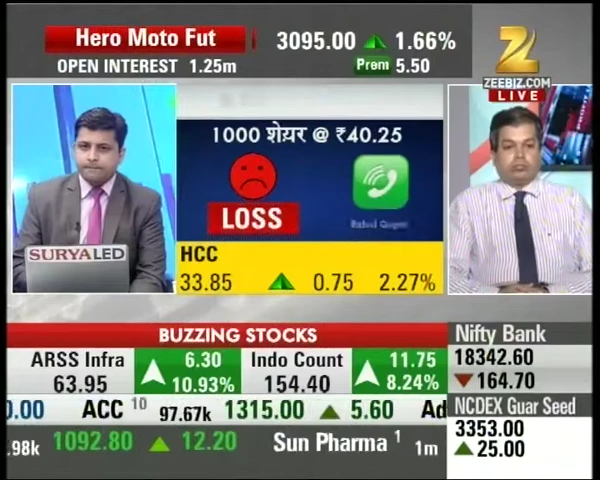 Hero Moto Fut
3095.00 1.66%
OPEN INTEREST 1.25m
Prem 5.50
Z
ZEEBIZ.COM
LIVE
1000 शेयर @ ₹40.25
LOSS
SURYA LED
HCC
33.85 0.75 2.27%
BUZZING STOCKS
ARSS Infra 6.30
63.95 10.93%
Indo Count 11.75
154.40 8.24%
Nifty Bank
18342.60
164.70
0.00 ACC 10 97.67k 1315.00 5.60 Ad
.98k 1092.80 12.20 Sun Pharma 1 1m
NCDEX Guar Seed
3353.00
25.00